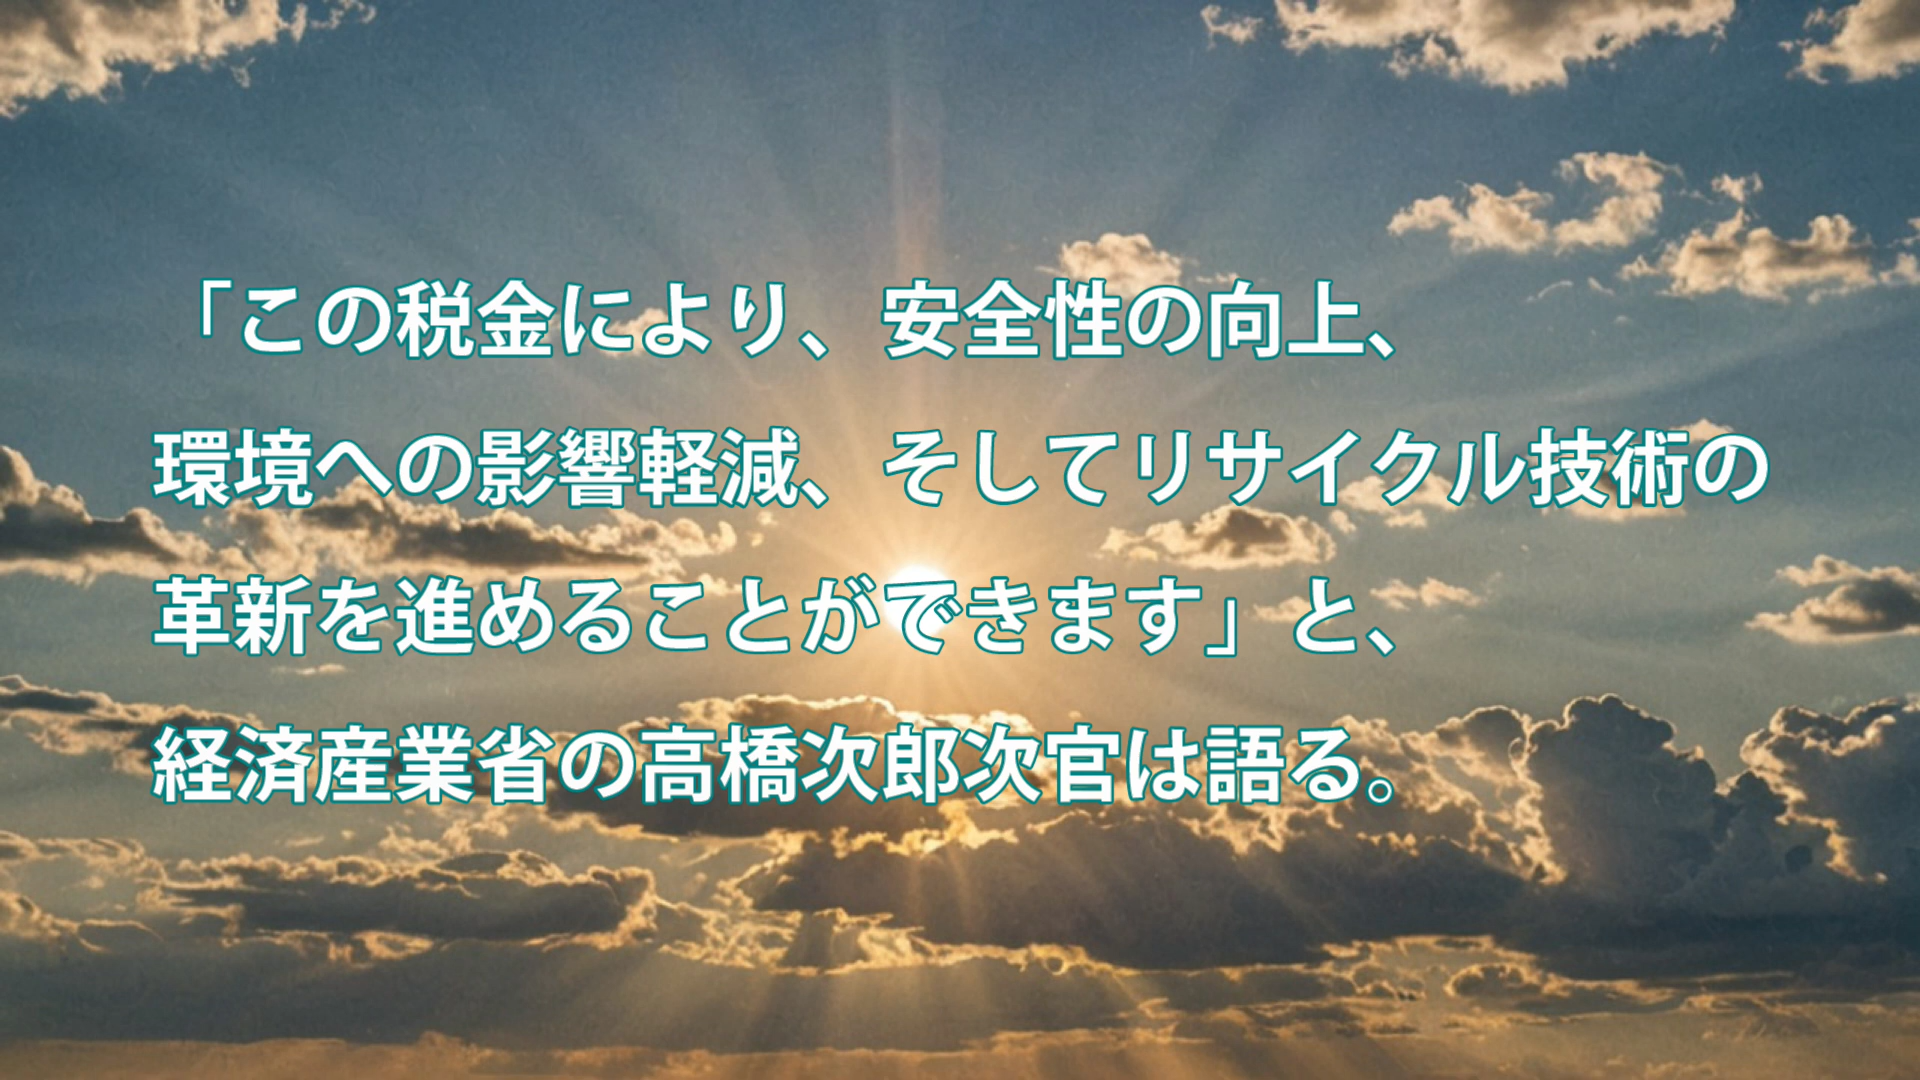 「この税金により、安全性の向上、
環境への影響軽減、そしてリサイクル技術の
革新を進めることができます」と、
経済産業省の高橋次郎次官は語る。